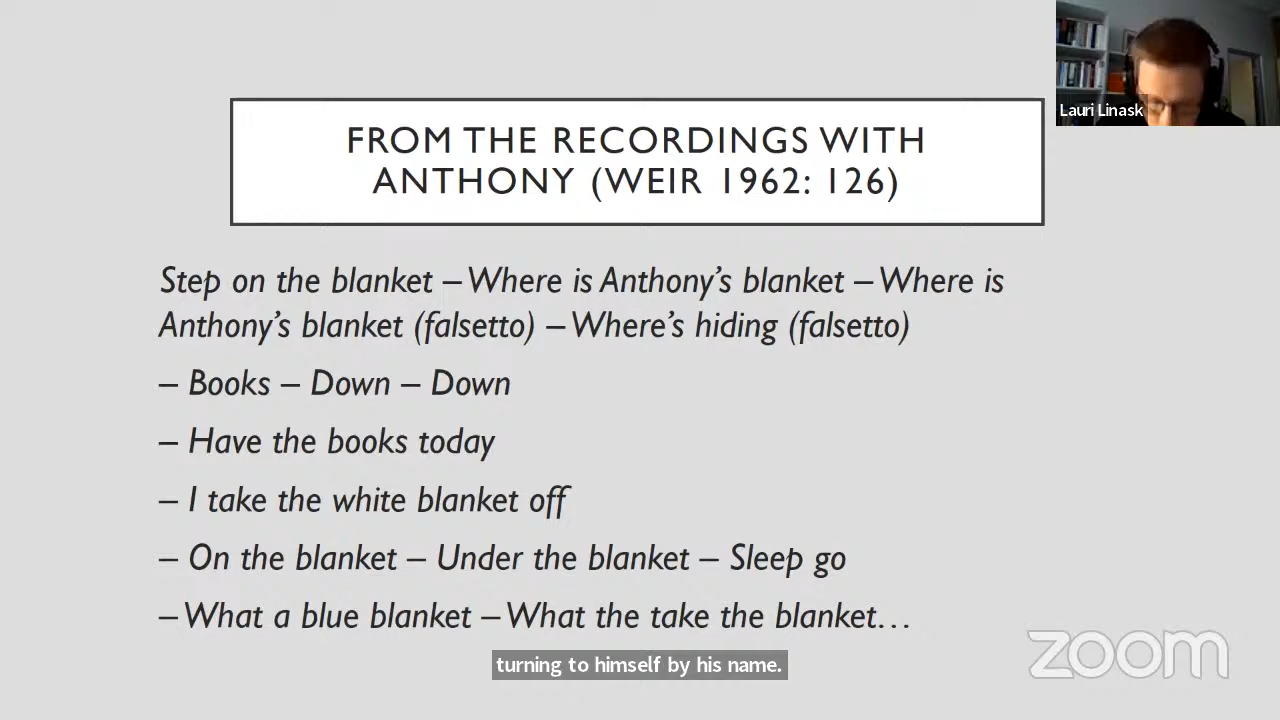 Lauri Linask
FROM THE RECORDINGS WITH
ANTHONY (WEIR 1962: 126)
Step on the blanket – Where is Anthony’s blanket – Where is
Anthony’s blanket (falsetto) – Where’s hiding (falsetto)
– Books – Down – Down
– Have the books today
– I take the white blanket off
– On the blanket – Under the blanket – Sleep go
– What a blue blanket – What the take the blanket…
turning to himself by his name.
zoom